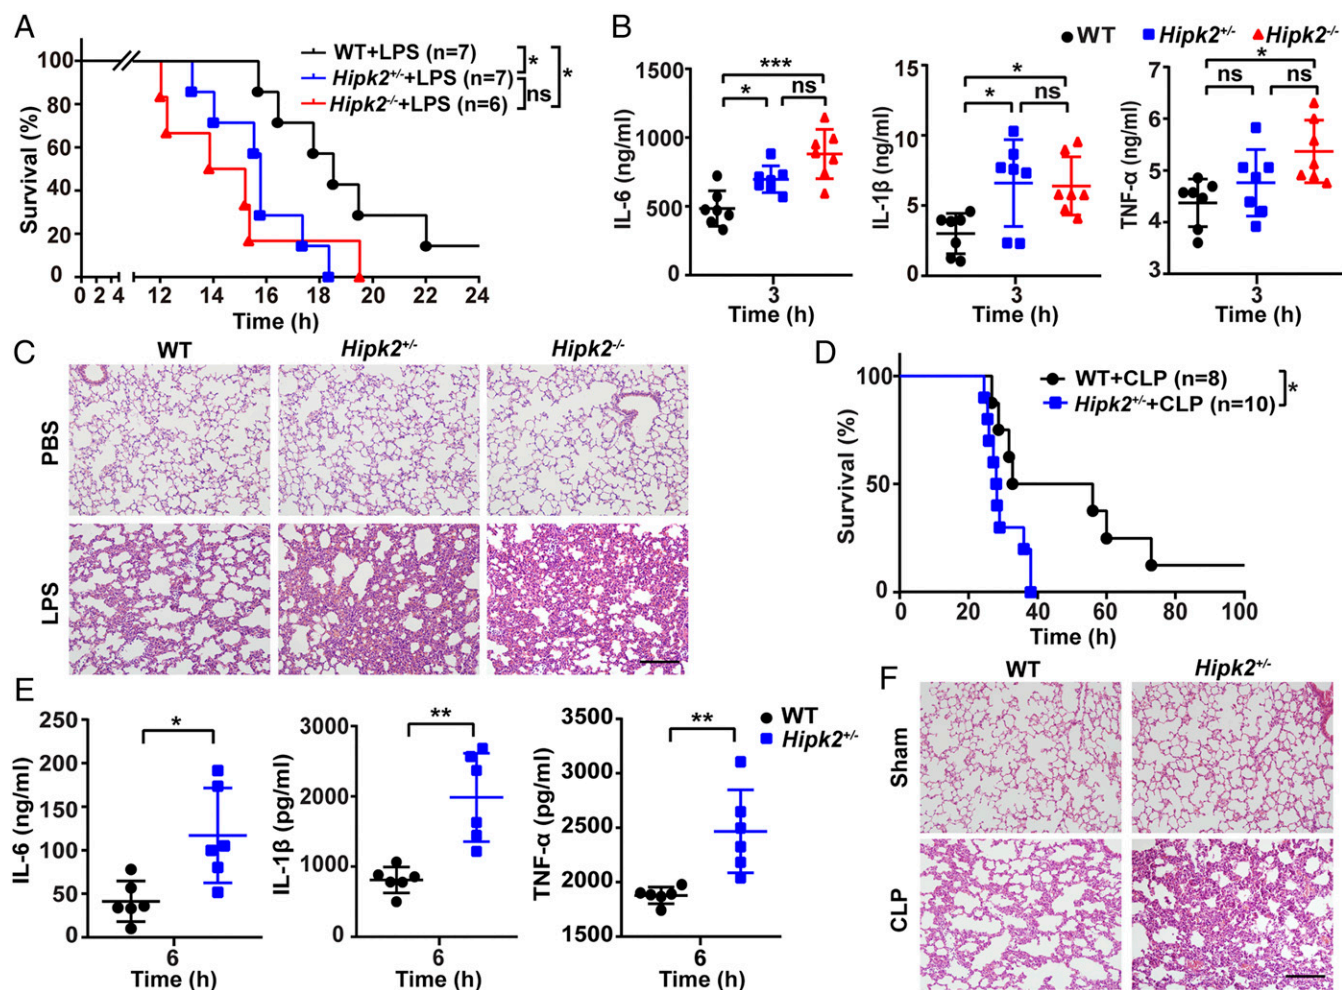 A
WT+LPS (n=7)
Hipk2+/-+LPS (n=7)
Hipk2-/-+LPS (n=6)
*
ns
*
Survival (%)
100
80
60
40
20
0
0 2 4 12 14 16 18 20 22 24
Time (h)
B
WT Hipk2+/- Hipk2-/-
IL-6 (ng/ml)
1500
1000
500
0
***
* ns
3
Time (h)
IL-1β (ng/ml)
15
10
5
0
*
* ns
3
Time (h)
TNF-α (ng/ml)
7
6
5
4
3
*
ns ns
3
Time (h)
C
WT Hipk2+/- Hipk2-/-
PBS
LPS
D
WT+CLP (n=8)
Hipk2+/-+CLP (n=10)
*
Survival (%)
100
50
0
0 20 40 60 80 100
Time (h)
E
WT
Hipk2+/-
IL-6 (ng/ml)
250
200
150
100
50
0
*
6
Time (h)
IL-1β (pg/ml)
3000
2000
1000
0
**
6
Time (h)
TNF-α (pg/ml)
3500
3000
2500
2000
1500
**
6
Time (h)
F
WT Hipk2+/-
Sham
CLP